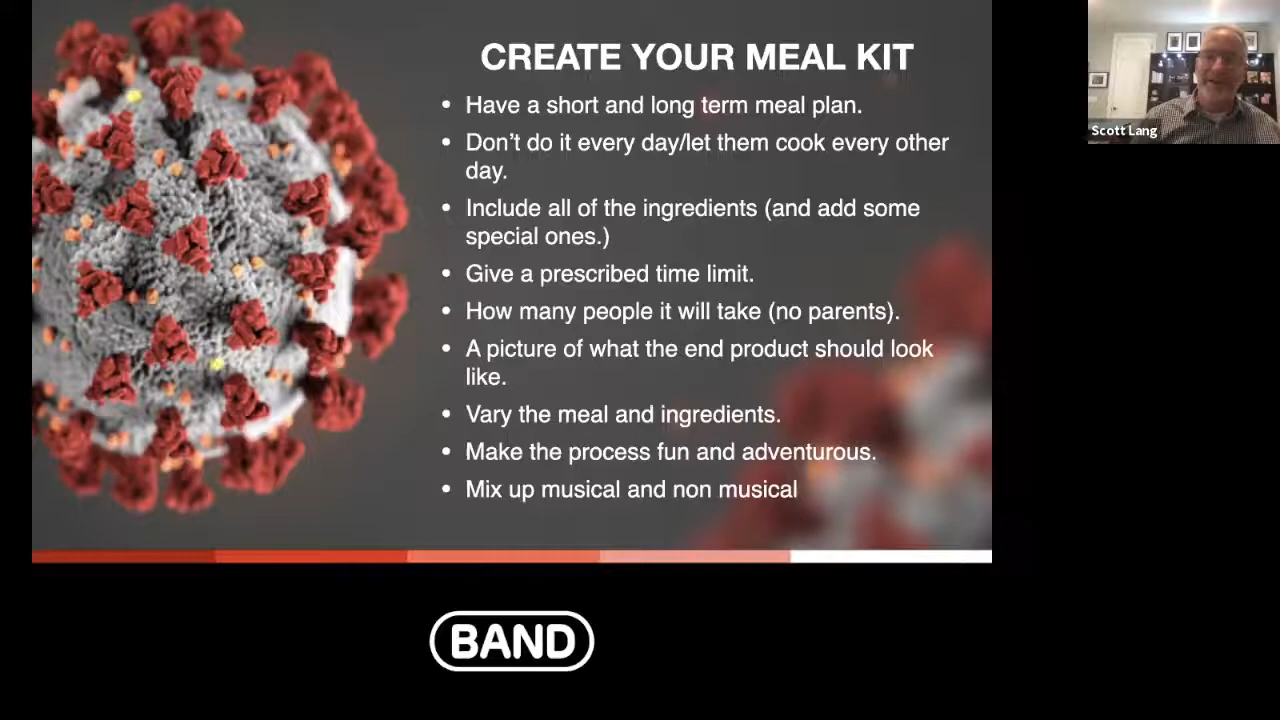 CREATE YOUR MEAL KIT
• Have a short and long term meal plan.
• Don't do it every day/let them cook every other
day.
• Include all of the ingredients (and add some
special ones.)
• Give a prescribed time limit.
• How many people it will take (no parents).
• A picture of what the end product should look
like.
• Vary the meal and ingredients.
• Make the process fun and adventurous.
• Mix up musical and non musical
Scott Lang
BAND